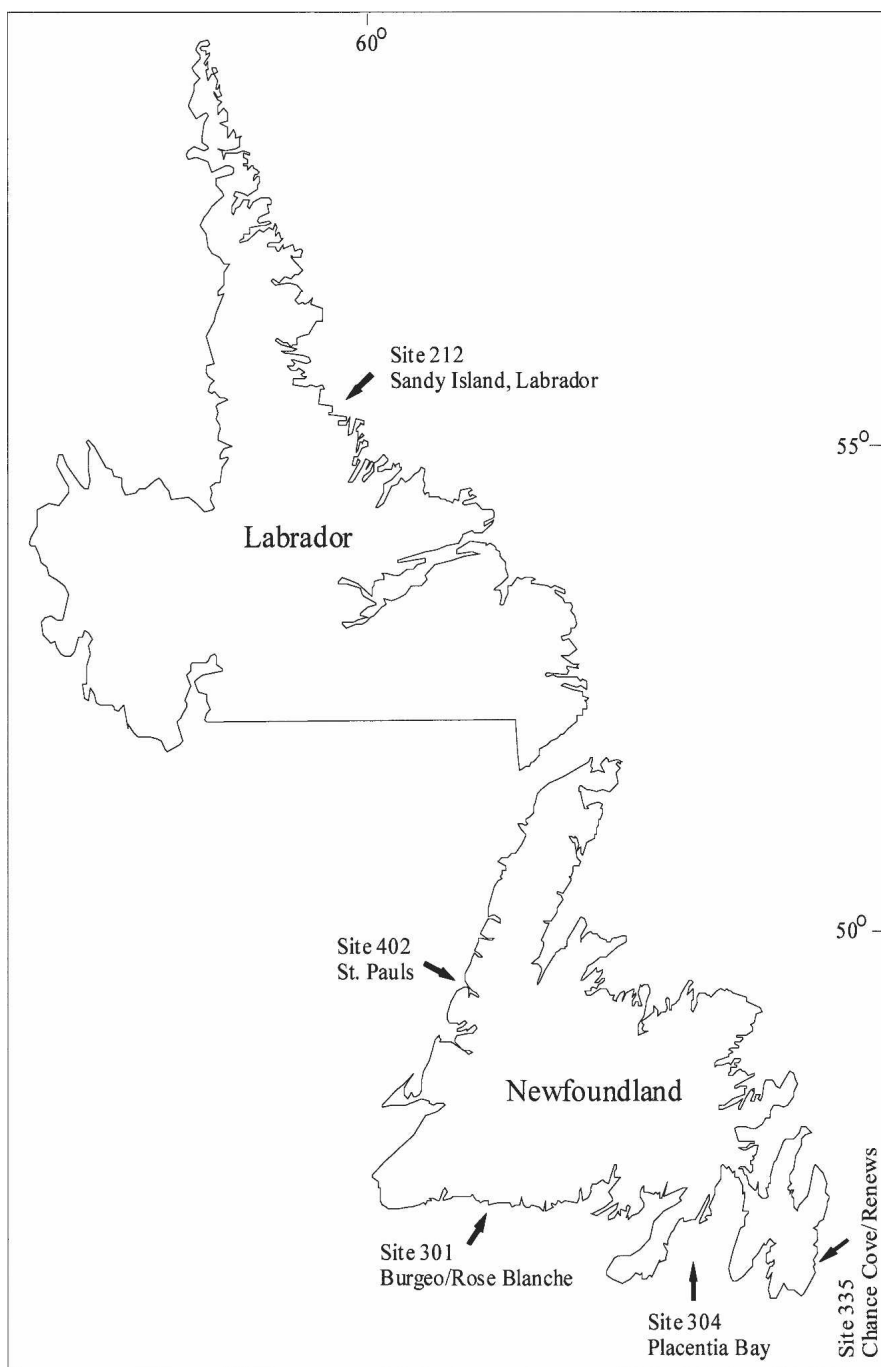 60°
Site 212
Sandy Island, Labrador
55°
Labrador
50°
Site 402
St. Pauls
Newfoundland
Site 301
Burgeo/Rose Blanche
Site 304
Placentia Bay
Site 335
Chance Cove/Renews